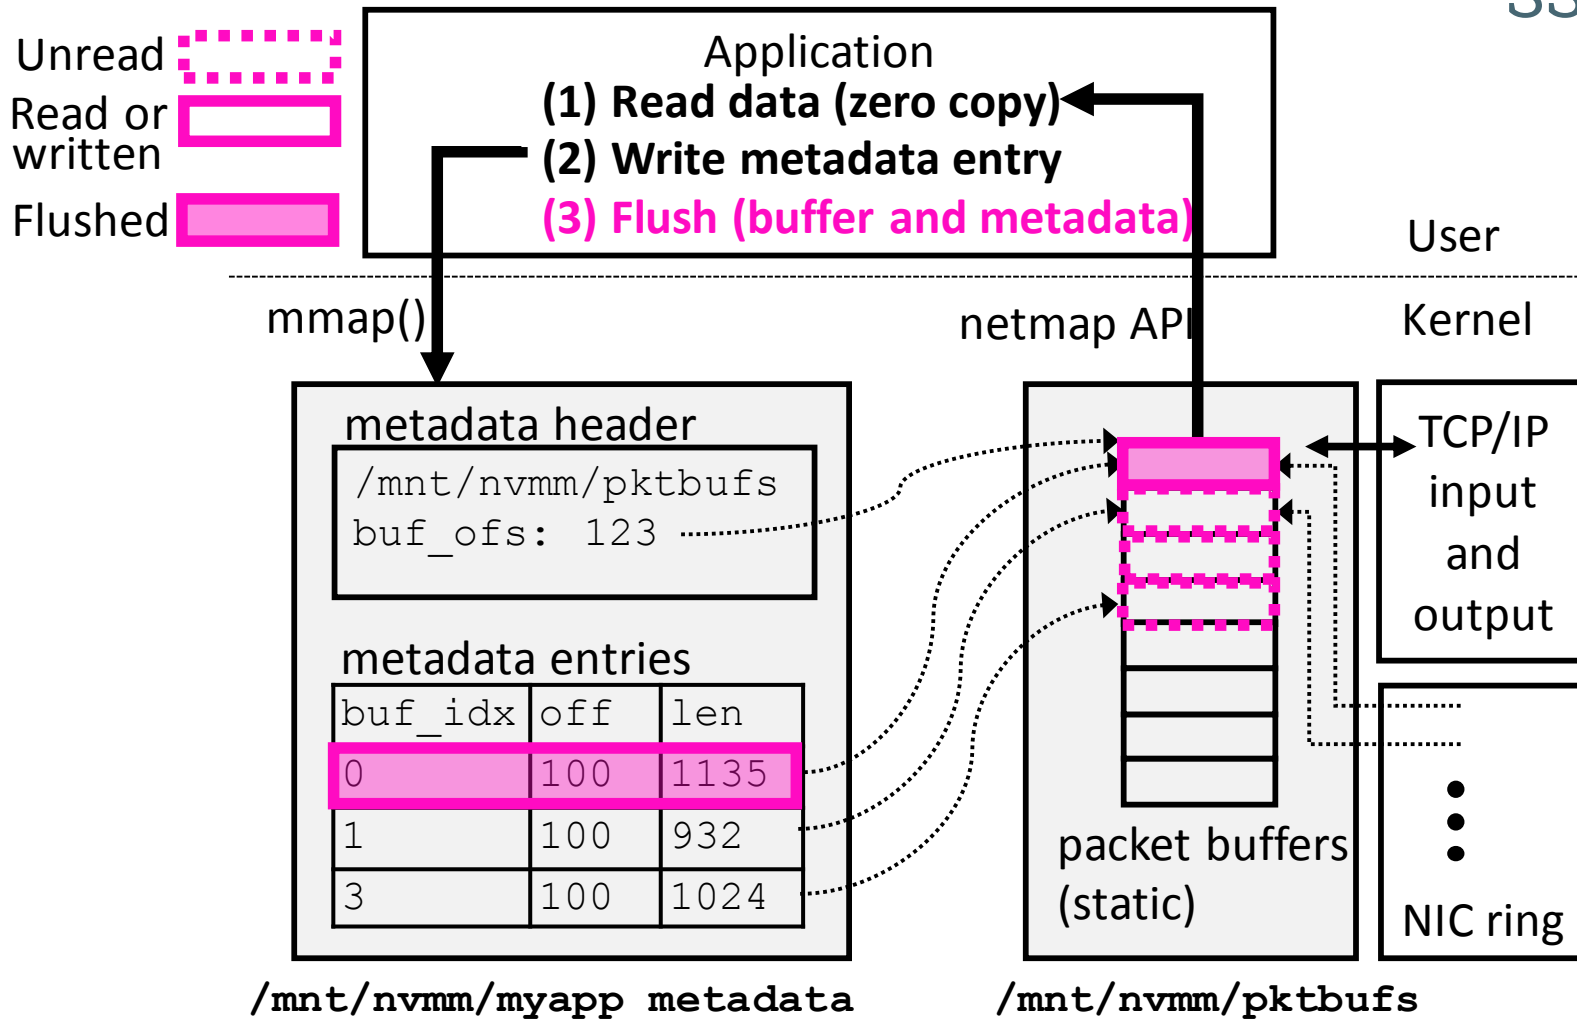 Unread
Read or
written
Flushed
Application
(1) Read data (zero copy)
(2) Write metadata entry
(3) Flush (buffer and metadata)
User
Kernel
mmap()
netmap API
metadata header
/mnt/nvmm/pktbufs
buf_ofs: 123
metadata entries
buf_idx off len
0 100 1135
1 100 932
3 100 1024
packet buffers
(static)
TCP/IP
input
and
output
NIC ring
/mnt/nvmm/myapp metadata
/mnt/nvmm/pktbufs